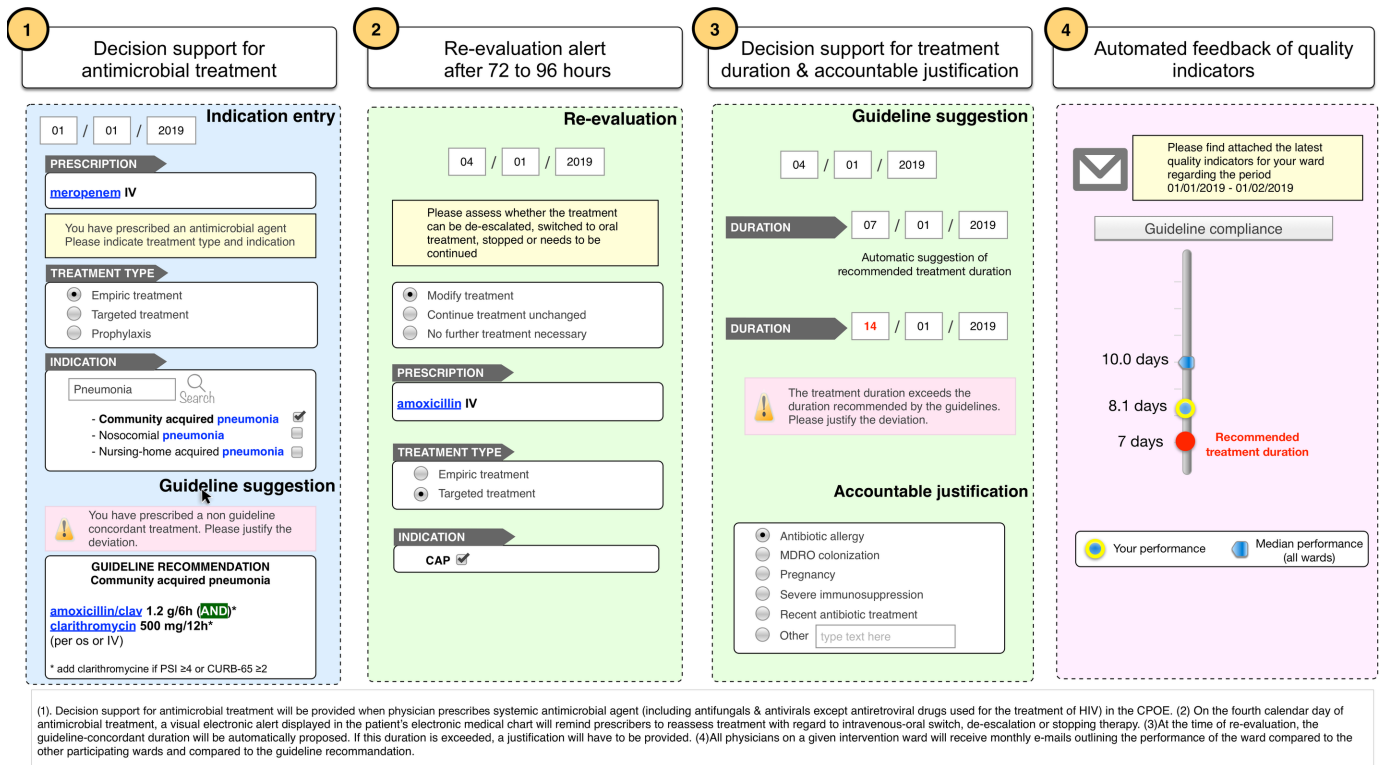 1
Decision support for
antimicrobial treatment
Indication entry
01 / 01 / 2019
PRESCRIPTION
meropenem IV
You have prescribed an antimicrobial agent
Please indicate treatment type and indication
TREATMENT TYPE
Empiric treatment
Targeted treatment
Prophylaxis
INDICATION
Pneumonia
Search
- Community acquired pneumonia
- Nosocomial pneumonia
- Nursing-home acquired pneumonia
Guideline suggestion
You have prescribed a non guideline
concordant treatment. Please justify the
deviation.
GUIDELINE RECOMMENDATION
Community acquired pneumonia
amoxicillin/clav 1.2 g/6h (AND)*
clarithromycin 500 mg/12h*
(per os or IV)
* add clarithromycine if PSI ≥4 or CURB-65 ≥2
2
Re-evaluation alert
after 72 to 96 hours
Re-evaluation
04 / 01 / 2019
Please assess whether the treatment
can be de-escalated, switched to oral
treatment, stopped or needs to be
continued
Modify treatment
Continue treatment unchanged
No further treatment necessary
PRESCRIPTION
amoxicillin IV
TREATMENT TYPE
Empiric treatment
Targeted treatment
INDICATION
CAP
3
Decision support for treatment
duration & accountable justification
Guideline suggestion
04 / 01 / 2019
DURATION 07 / 01 / 2019
Automatic suggestion of
recommended treatment duration
DURATION 14 / 01 / 2019
The treatment duration exceeds the
duration recommended by the guidelines.
Please justify the deviation.
Accountable justification
Antibiotic allergy
MDRO colonization
Pregnancy
Severe immunosuppression
Recent antibiotic treatment
Other type text here
4
Automated feedback of quality
indicators
Please find attached the latest
quality indicators for your ward
regarding the period
01/01/2019 - 01/02/2019
Guideline compliance
10.0 days
8.1 days
7 days
Recommended
treatment duration
Your performance
Median performance
(all wards)
(1). Decision support for antimicrobial treatment will be provided when physician prescribes systemic antimicrobial agent (including antifungals & antivirals except antiretroviral drugs used for the treatment of HIV) in the CPOE. (2) On the fourth calendar day of
antimicrobial treatment, a visual electronic alert displayed in the patient's electronic medical chart will remind prescribers to reassess treatment with regard to intravenous-oral switch, de-escalation or stopping therapy. (3)At the time of re-evaluation, the
guideline-concordant duration will be automatically proposed. If this duration is exceeded, a justification will have to be provided. (4)All physicians on a given intervention ward will receive monthly e-mails outlining the performance of the ward compared to the
other participating wards and compared to the guideline recommandation.